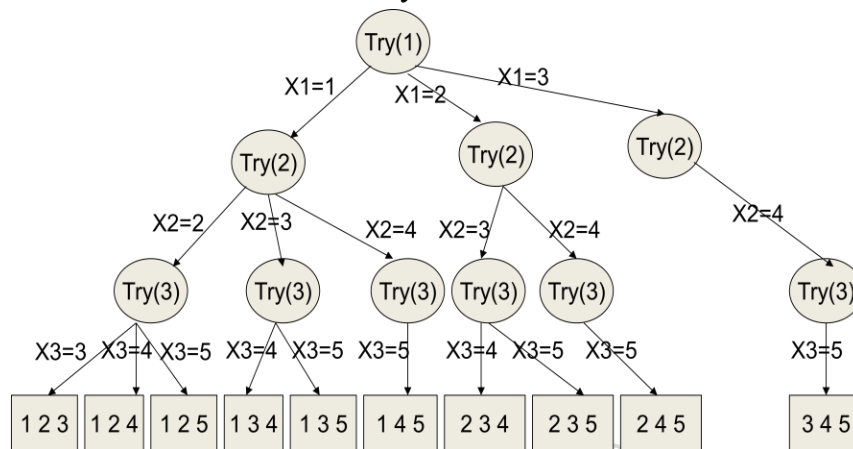 Try(1)
X1=1
X1=2
X1=3
Try(2)
Try(2)
Try(2)
X2=2
X2=3
X2=4
X2=3
X2=4
X2=4
Try(3)
Try(3)
Try(3)
Try(3)
Try(3)
Try(3)
X3=3
X3=4
X3=5
X3=4
X3=5
X3=5
X3=4
X3=5
X3=5
X3=5
1 2 3
1 2 4
1 2 5
1 3 4
1 3 5
1 4 5
2 3 4
2 3 5
2 4 5
3 4 5